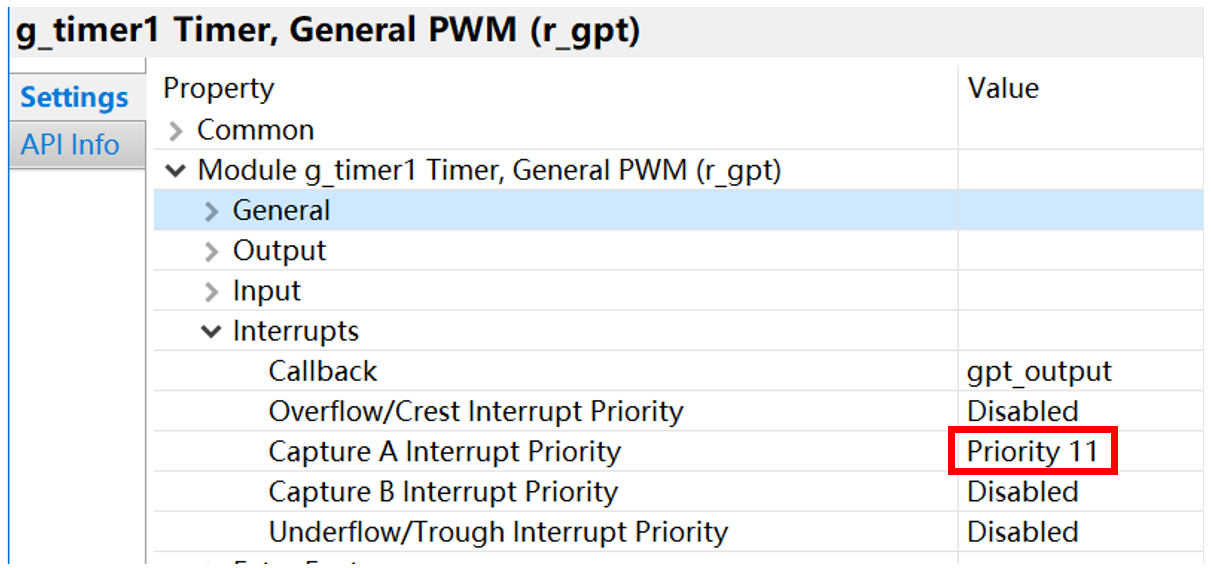 g_timer1 Timer, General PWM (r_gpt)
Settings
API Info
Property Value
Common
Module g_timer1 Timer, General PWM (r_gpt)
General
Output
Input
Interrupts
Callback gpt_output
Overflow/Crest Interrupt Priority Disabled
Capture A Interrupt Priority Priority 11
Capture B Interrupt Priority Disabled
Underflow/Trough Interrupt Priority Disabled